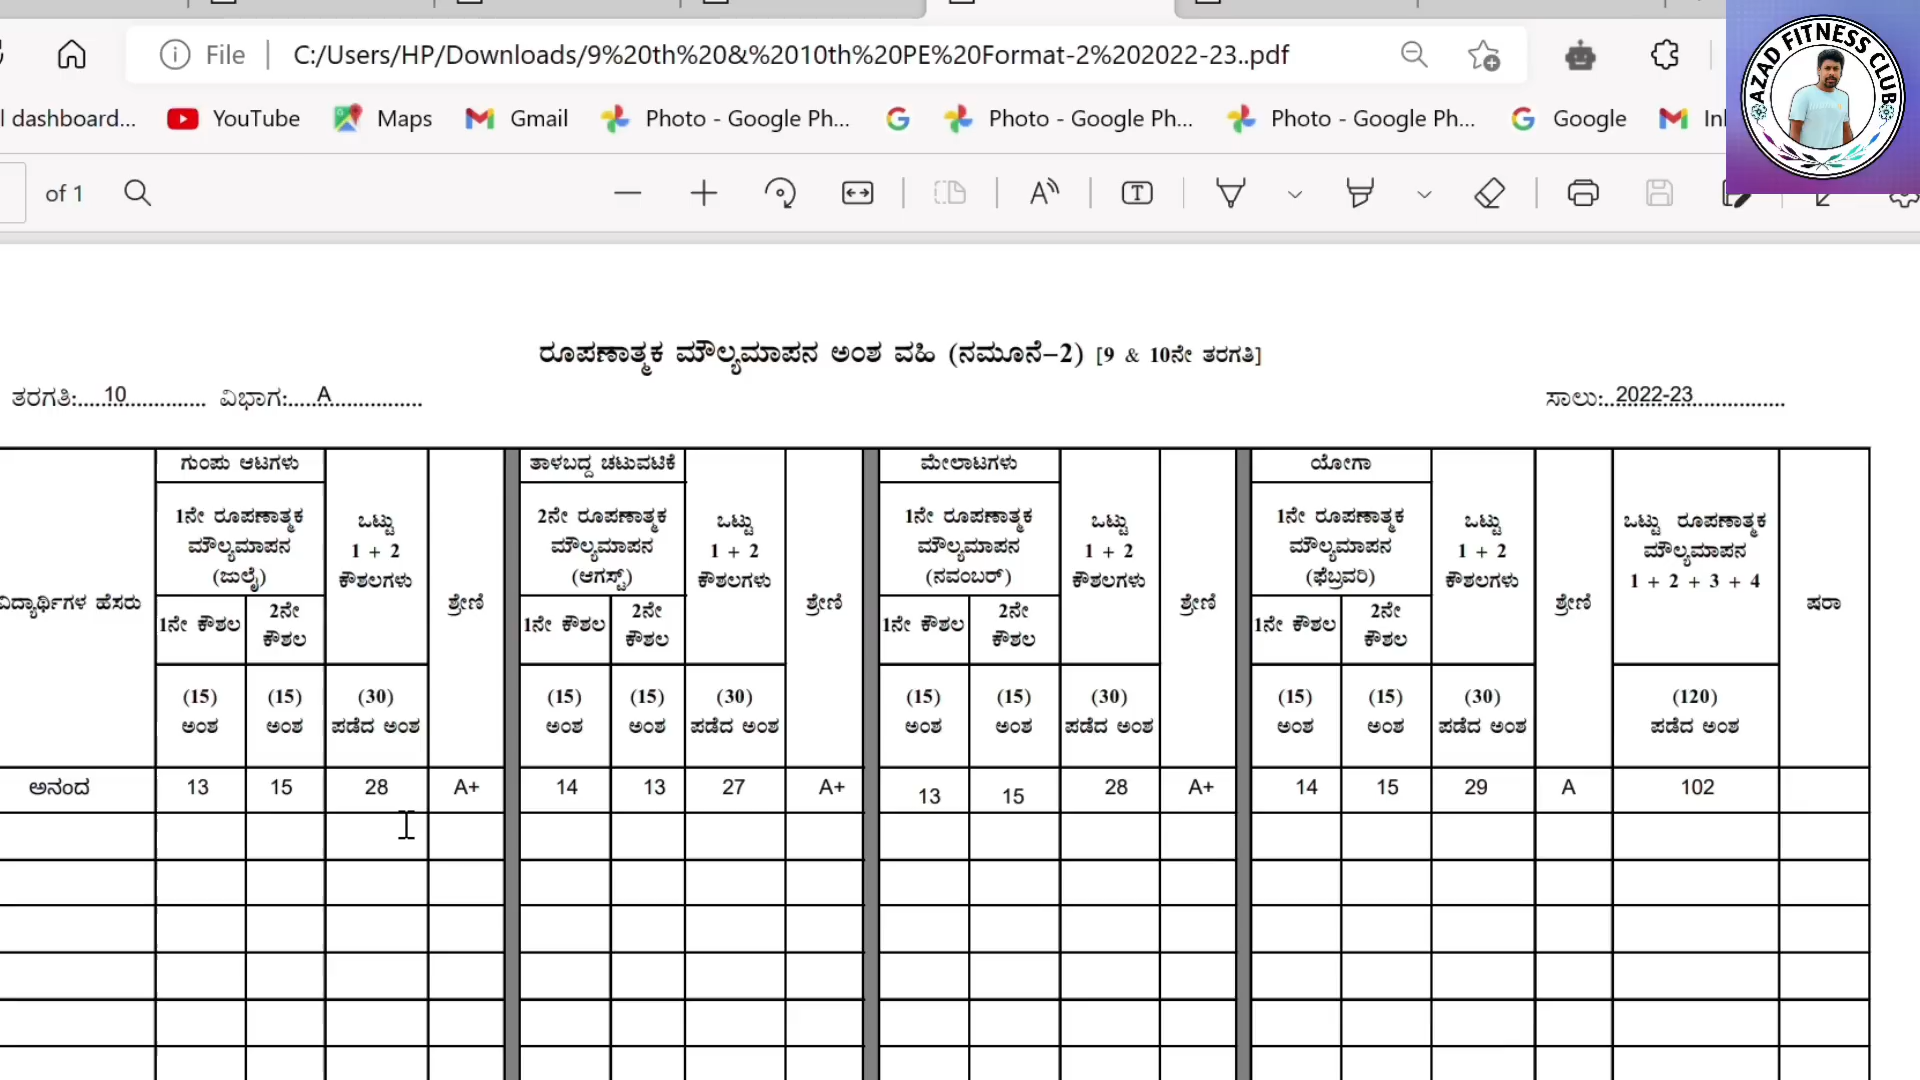 File C:/Users/HP/Downloads/9%20th%20&%2010th%20PE%20Format-2%202022-23..pdf
l dashboard... YouTube Maps Gmail Photo - Google Ph... Photo - Google Ph... Photo - Google Ph... Google
AZAD FITNESS CLUB
of 1
ರೂಪಣಾತ್ಮಕ ಮೌಲ್ಯಮಾಪನ ಅಂಶ ವಹಿ (ನಮೂನೆ-2) [9 & 10ನೇ ತರಗತಿ]
ತರಗತಿ:....10.............. ವಿಭಾಗ:.....A............... ಸಾಲು:..2022-23...............
ಗುಂಪು ಆಟಗಳು ತಾಳಬದ್ದ ಚಟುವಟಿಕೆ ಮೇಲಾಟಗಳು ಯೋಗಾ
1ನೇ ರೂಪಣಾತ್ಮಕ ಮೌಲ್ಯಮಾಪನ (ಜುಲೈ) ಒಟ್ಟು 1 + 2 ಕೌಶಲಗಳು ಶ್ರೇಣಿ
2ನೇ ರೂಪಣಾತ್ಮಕ ಮೌಲ್ಯಮಾಪನ (ಆಗಸ್ಟ್) ಒಟ್ಟು 1 + 2 ಕೌಶಲಗಳು ಶ್ರೇಣಿ
1ನೇ ರೂಪಣಾತ್ಮಕ ಮೌಲ್ಯಮಾಪನ (ನವಂಬರ್) ಒಟ್ಟು 1 + 2 ಕೌಶಲಗಳು ಶ್ರೇಣಿ
1ನೇ ರೂಪಣಾತ್ಮಕ ಮೌಲ್ಯಮಾಪನ (ಫೆಬ್ರವರಿ) ಒಟ್ಟು 1 + 2 ಕೌಶಲಗಳು ಶ್ರೇಣಿ
ಒಟ್ಟು ರೂಪಣಾತ್ಮಕ ಮೌಲ್ಯಮಾಪನ 1 + 2 + 3 + 4 ಷರಾ
ವಿದ್ಯಾರ್ಥಿಗಳ ಹೆಸರು
1ನೇ ಕೌಶಲ 2ನೇ ಕೌಶಲ 1ನೇ ಕೌಶಲ 2ನೇ ಕೌಶಲ 1ನೇ ಕೌಶಲ 2ನೇ ಕೌಶಲ 1ನೇ ಕೌಶಲ 2ನೇ ಕೌಶಲ
(15) (15) (30) (15) (15) (30) (15) (15) (30) (15) (15) (30) (120)
ಅಂಶ ಅಂಶ ಪಡೆದ ಅಂಶ ಅಂಶ ಅಂಶ ಪಡೆದ ಅಂಶ ಅಂಶ ಅಂಶ ಪಡೆದ ಅಂಶ ಅಂಶ ಅಂಶ ಪಡೆದ ಅಂಶ ಪಡೆದ ಅಂಶ
ಅನಂದ 13 15 28 A+ 14 13 27 A+ 13 15 28 A+ 14 15 29 A 102